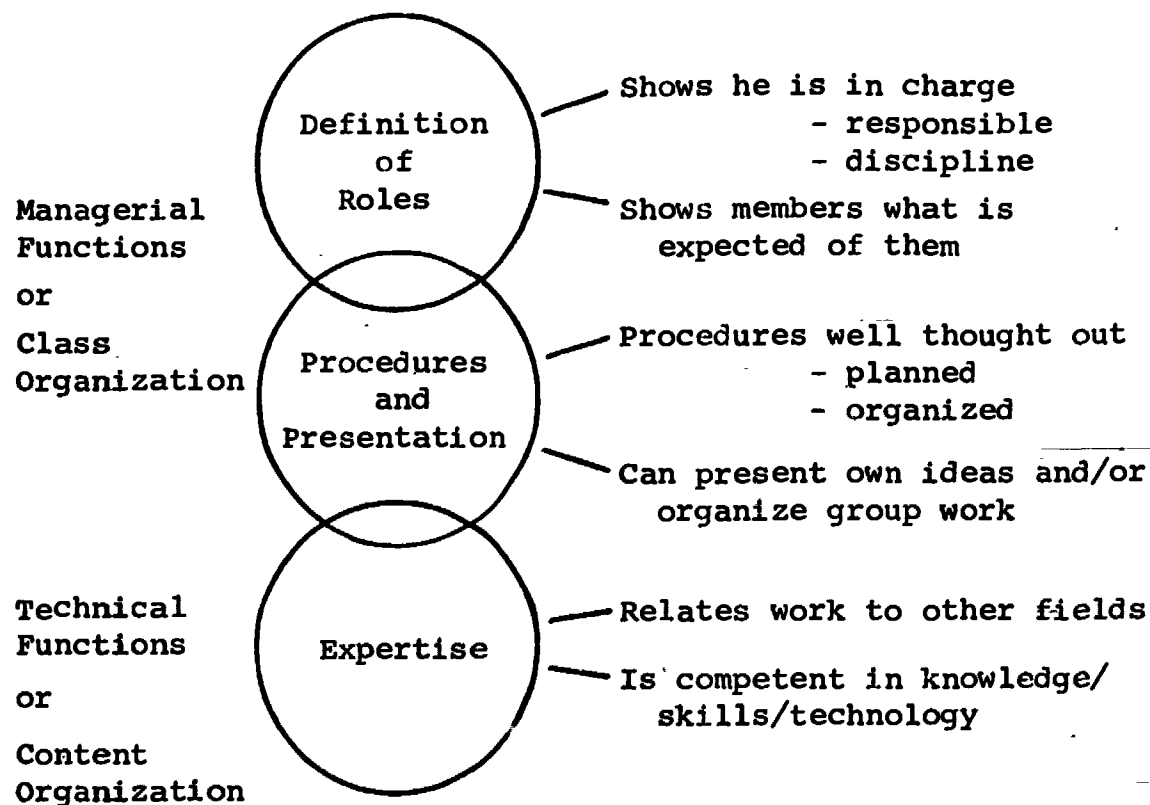 Managerial
Functions
or
Class
Organization
Definition
of
Roles
Shows he is in charge
- responsible
- discipline
Shows members what is
expected of them
Procedures
and
Presentation
Procedures well thought out
- planned
- organized
Can present own ideas and/or
organize group work
Technical
Functions
or
Content
Organization
Expertise
Relates work to other fields
Is competent in knowledge/
skills/technology